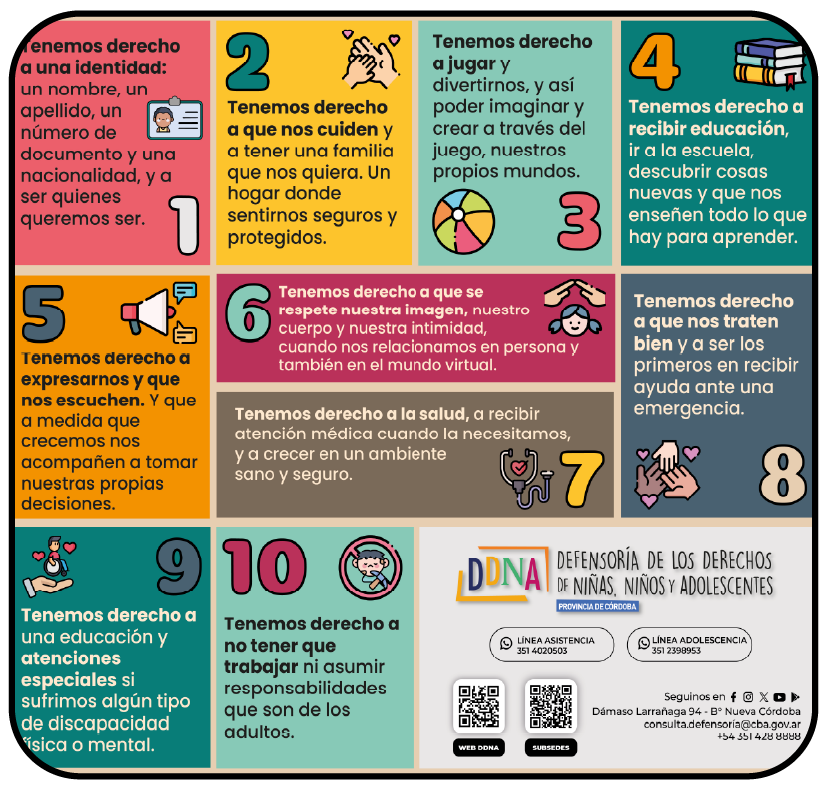 Tenemos derecho
a una identidad:
un nombre, un
apellido, un
número de
documento y una
nacionalidad, y a
ser quienes
queremos ser.
1
2
Tenemos derecho
a que nos cuiden y
a tener una familia
que nos quiera. Un
hogar donde
sentirnos seguros y
protegidos.
Tenemos derecho
a jugar y
divertirnos, y así
poder imaginar y
crear a través del
juego, nuestros
propios mundos.
3
4
Tenemos derecho a
recibir educación,
ir a la escuela,
descubrir cosas
nuevas y que nos
enseñen todo lo que
hay para aprender.
5
Tenemos derecho a
expresarnos y que
nos escuchen. Y que
a medida que
crecemos nos
acompañen a tomar
nuestras propias
decisiones.
6
Tenemos derecho a que se
respete nuestra imagen, nuestro
cuerpo y nuestra intimidad,
cuando nos relacionamos en persona y
también en el mundo virtual.
Tenemos derecho a la salud, a recibir
atención médica cuando la necesitamos,
y a crecer en un ambiente
sano y seguro.
7
Tenemos derecho
a que nos traten
bien y a ser los
primeros en recibir
ayuda ante una
emergencia.
8
9
Tenemos derecho a
una educación y
atenciones
especiales si
sufrimos algún tipo
de discapacidad
física o mental.
10
Tenemos derecho a
no tener que
trabajar ni asumir
responsabilidades
que son de los
adultos.
DDNA
DEFENSORÍA DE LOS DERECHOS
DE NIÑAS, NIÑOS Y ADOLESCENTES
PROVINCIA DE CÓRDOBA
LÍNEA ASISTENCIA
351 4020503
LÍNEA ADOLESCENCIA
351 2398953
WEB DDNA
SUBSEDES
Seguinos en
Dámaso Larrañaga 94 - B° Nueva Córdoba
consulta.defensoría@cba.gov.ar
+54 351 428 8888